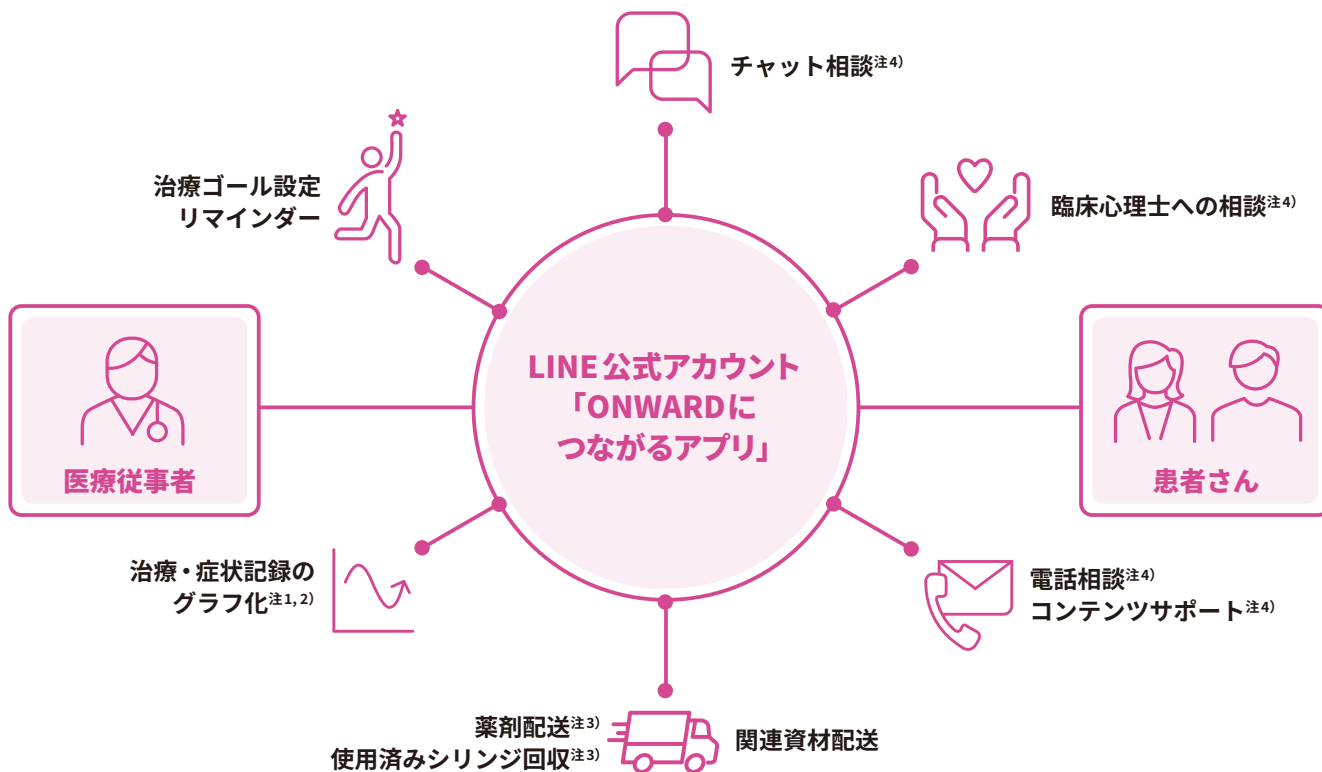 チャット相談注4)
治療ゴール設定
リマインダー
臨床心理士への相談注4)
LINE公式アカウント
「ONWARDに
つながるアプリ」
医療従事者
患者さん
治療・症状記録の
グラフ化注1, 2)
電話相談注4)
コンテンツサポート注4)
薬剤配送注3)
使用済みシリンジ回収注3)
関連資材配送